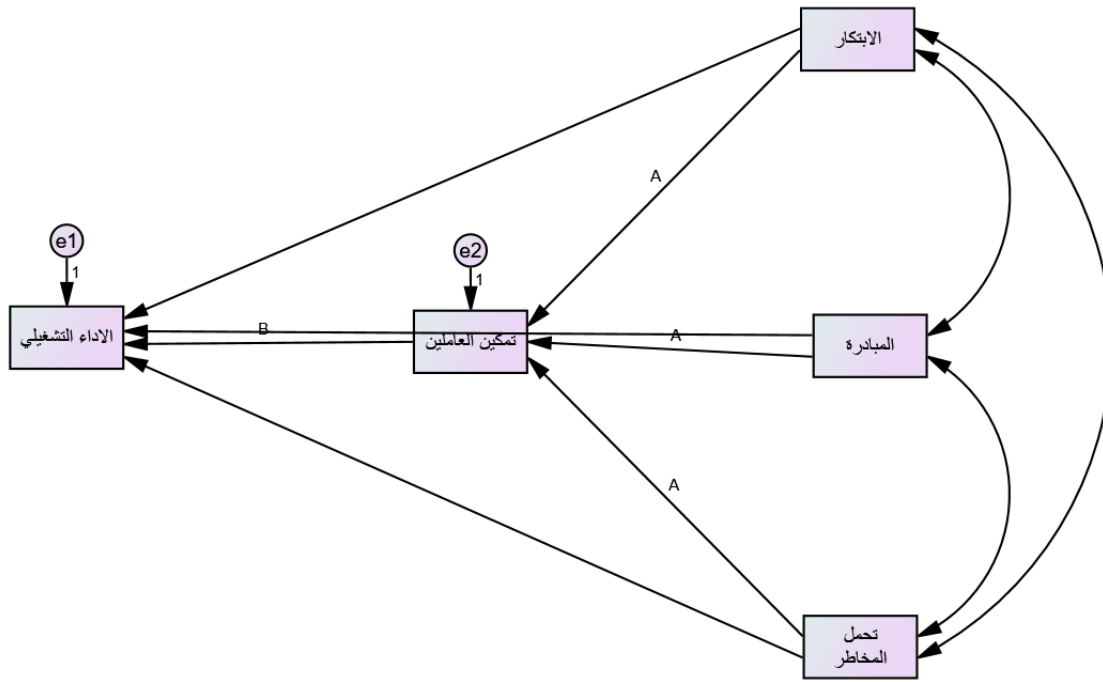 الابتكار
A
e1
1
e2
1
الاداء التشغيلي
B
تمكين العاملين
A
المبادرة
A
تحمل
المخاطر